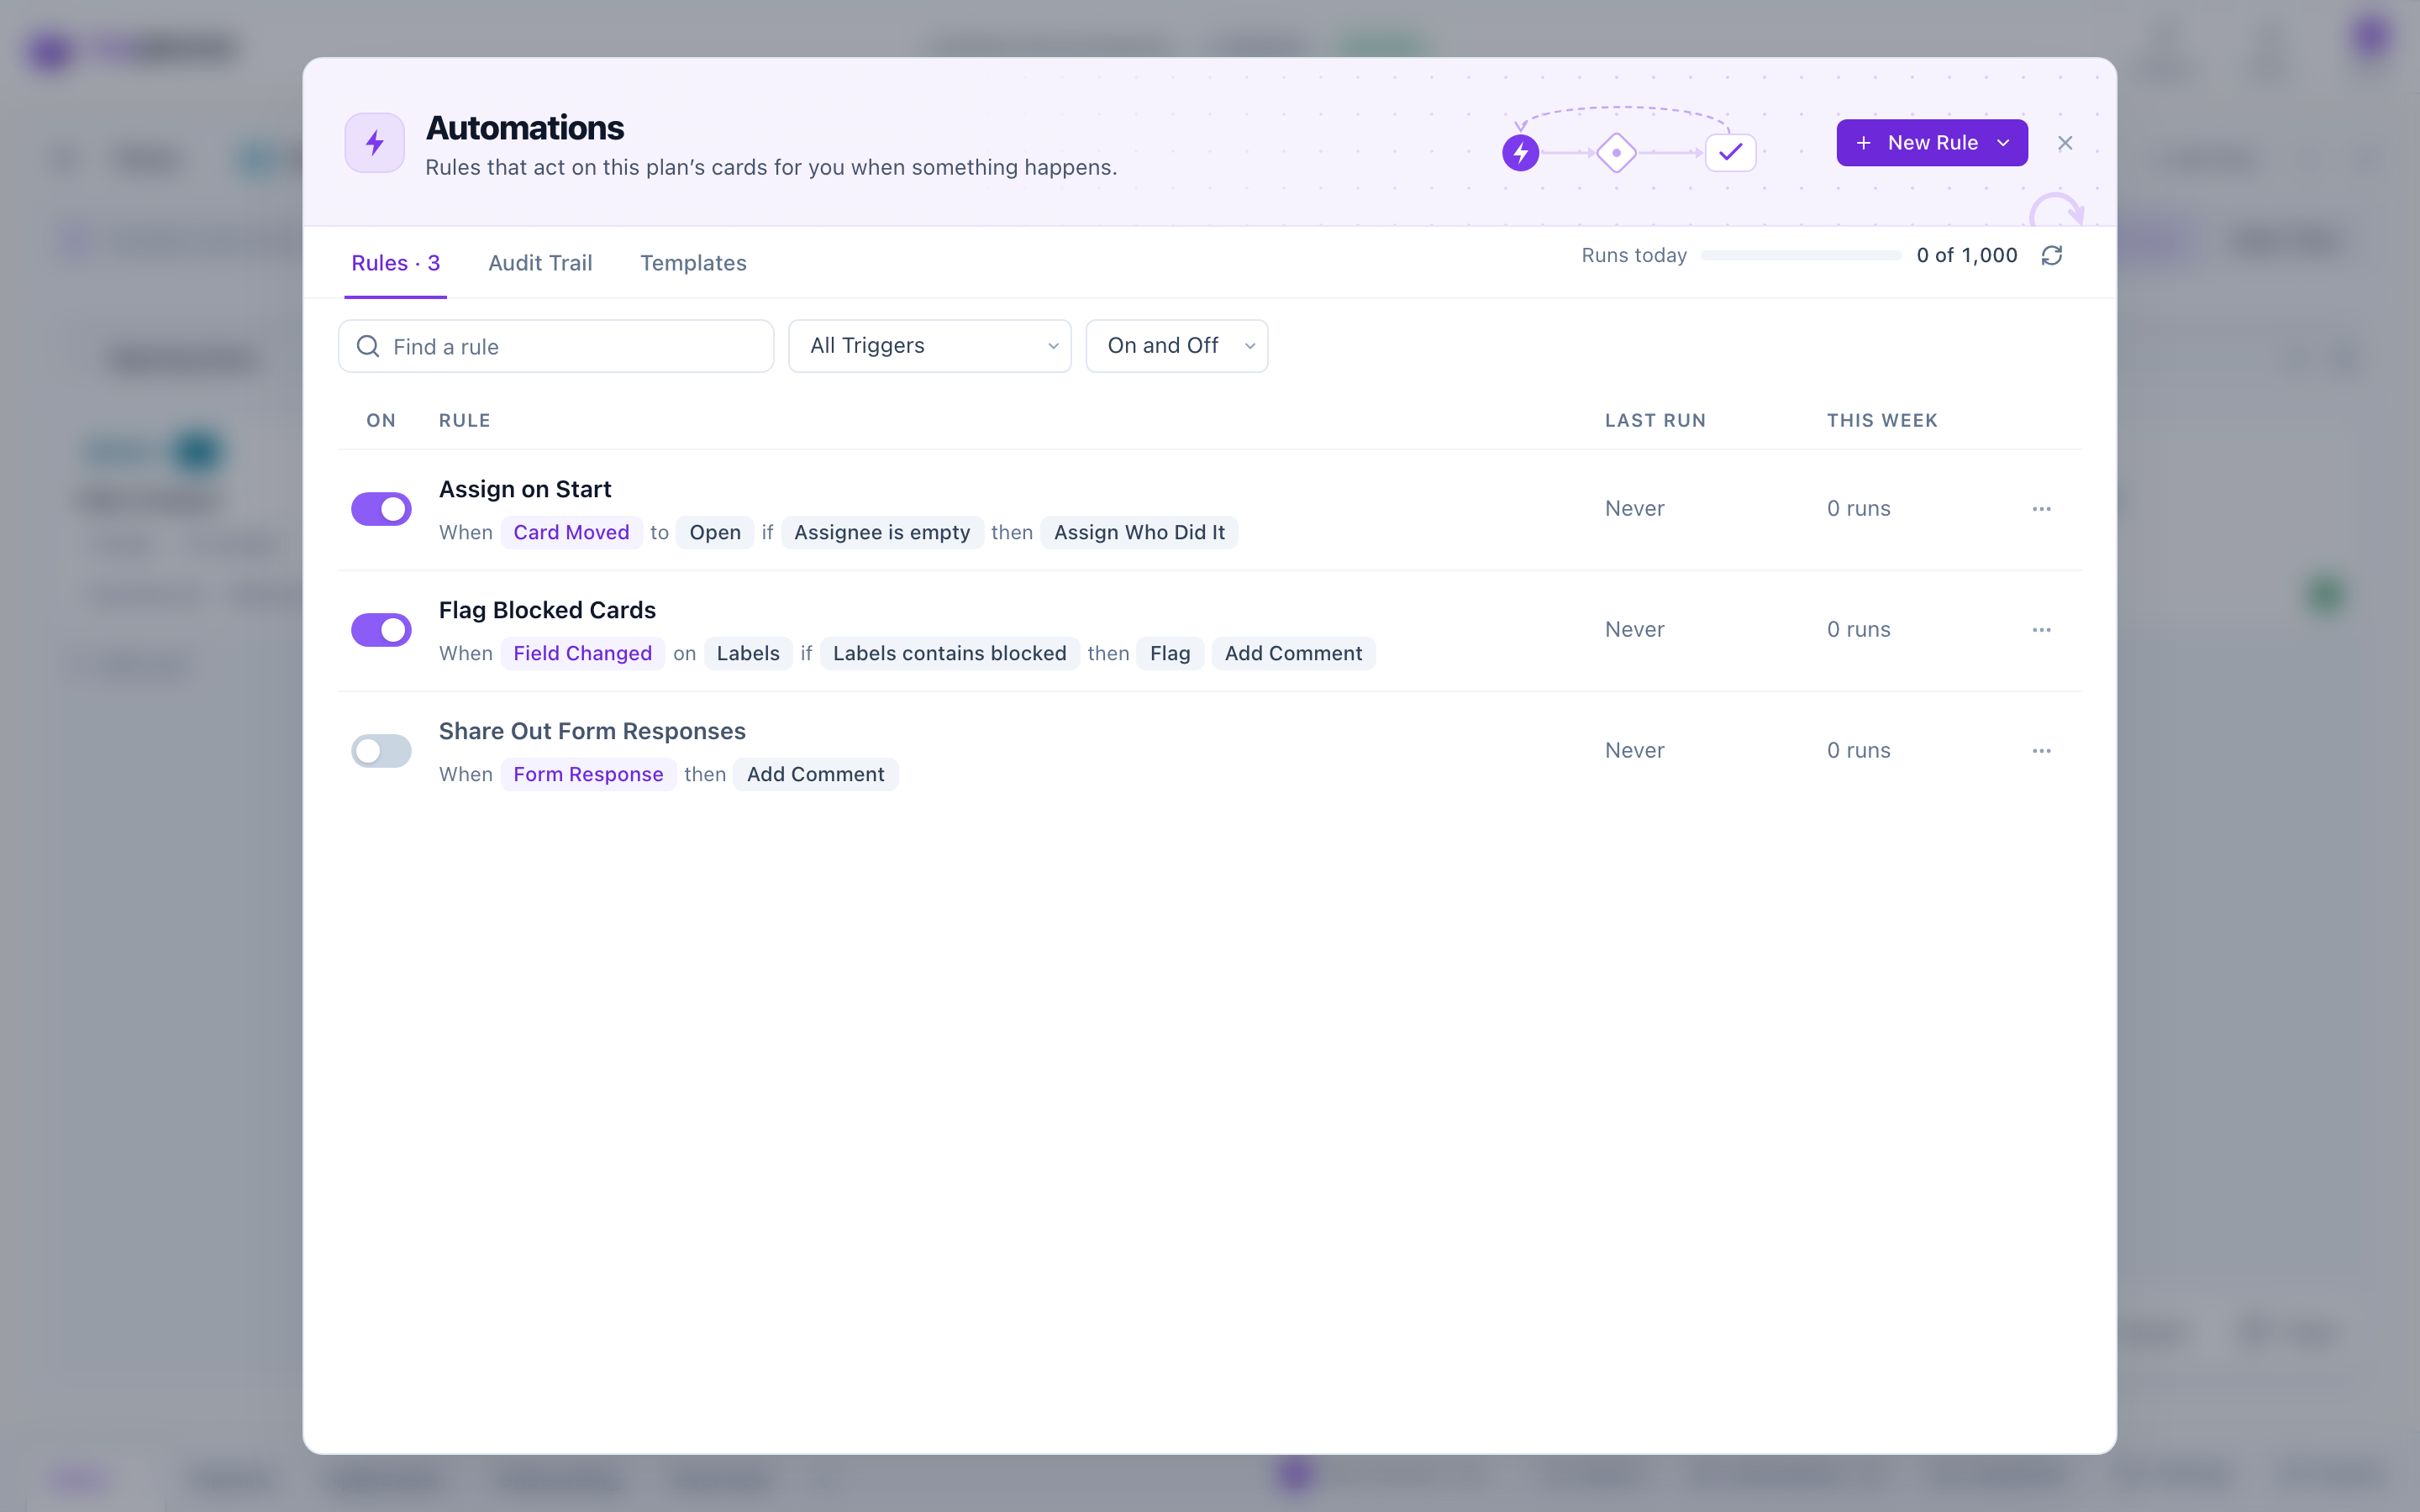 Automations
Rules that act on this plan’s cards for you when something happens.
New Rule
Rules · 3
Audit Trail
Templates
Runs today
0 of 1,000
Find a rule
All Triggers
On and Off
ON
RULE
LAST RUN
THIS WEEK
Assign on Start
When Card Moved to Open if Assignee is empty then Assign Who Did It
Never
0 runs
Flag Blocked Cards
When Field Changed on Labels if Labels contains blocked then Flag Add Comment
Never
0 runs
Share Out Form Responses
When Form Response then Add Comment
Never
0 runs